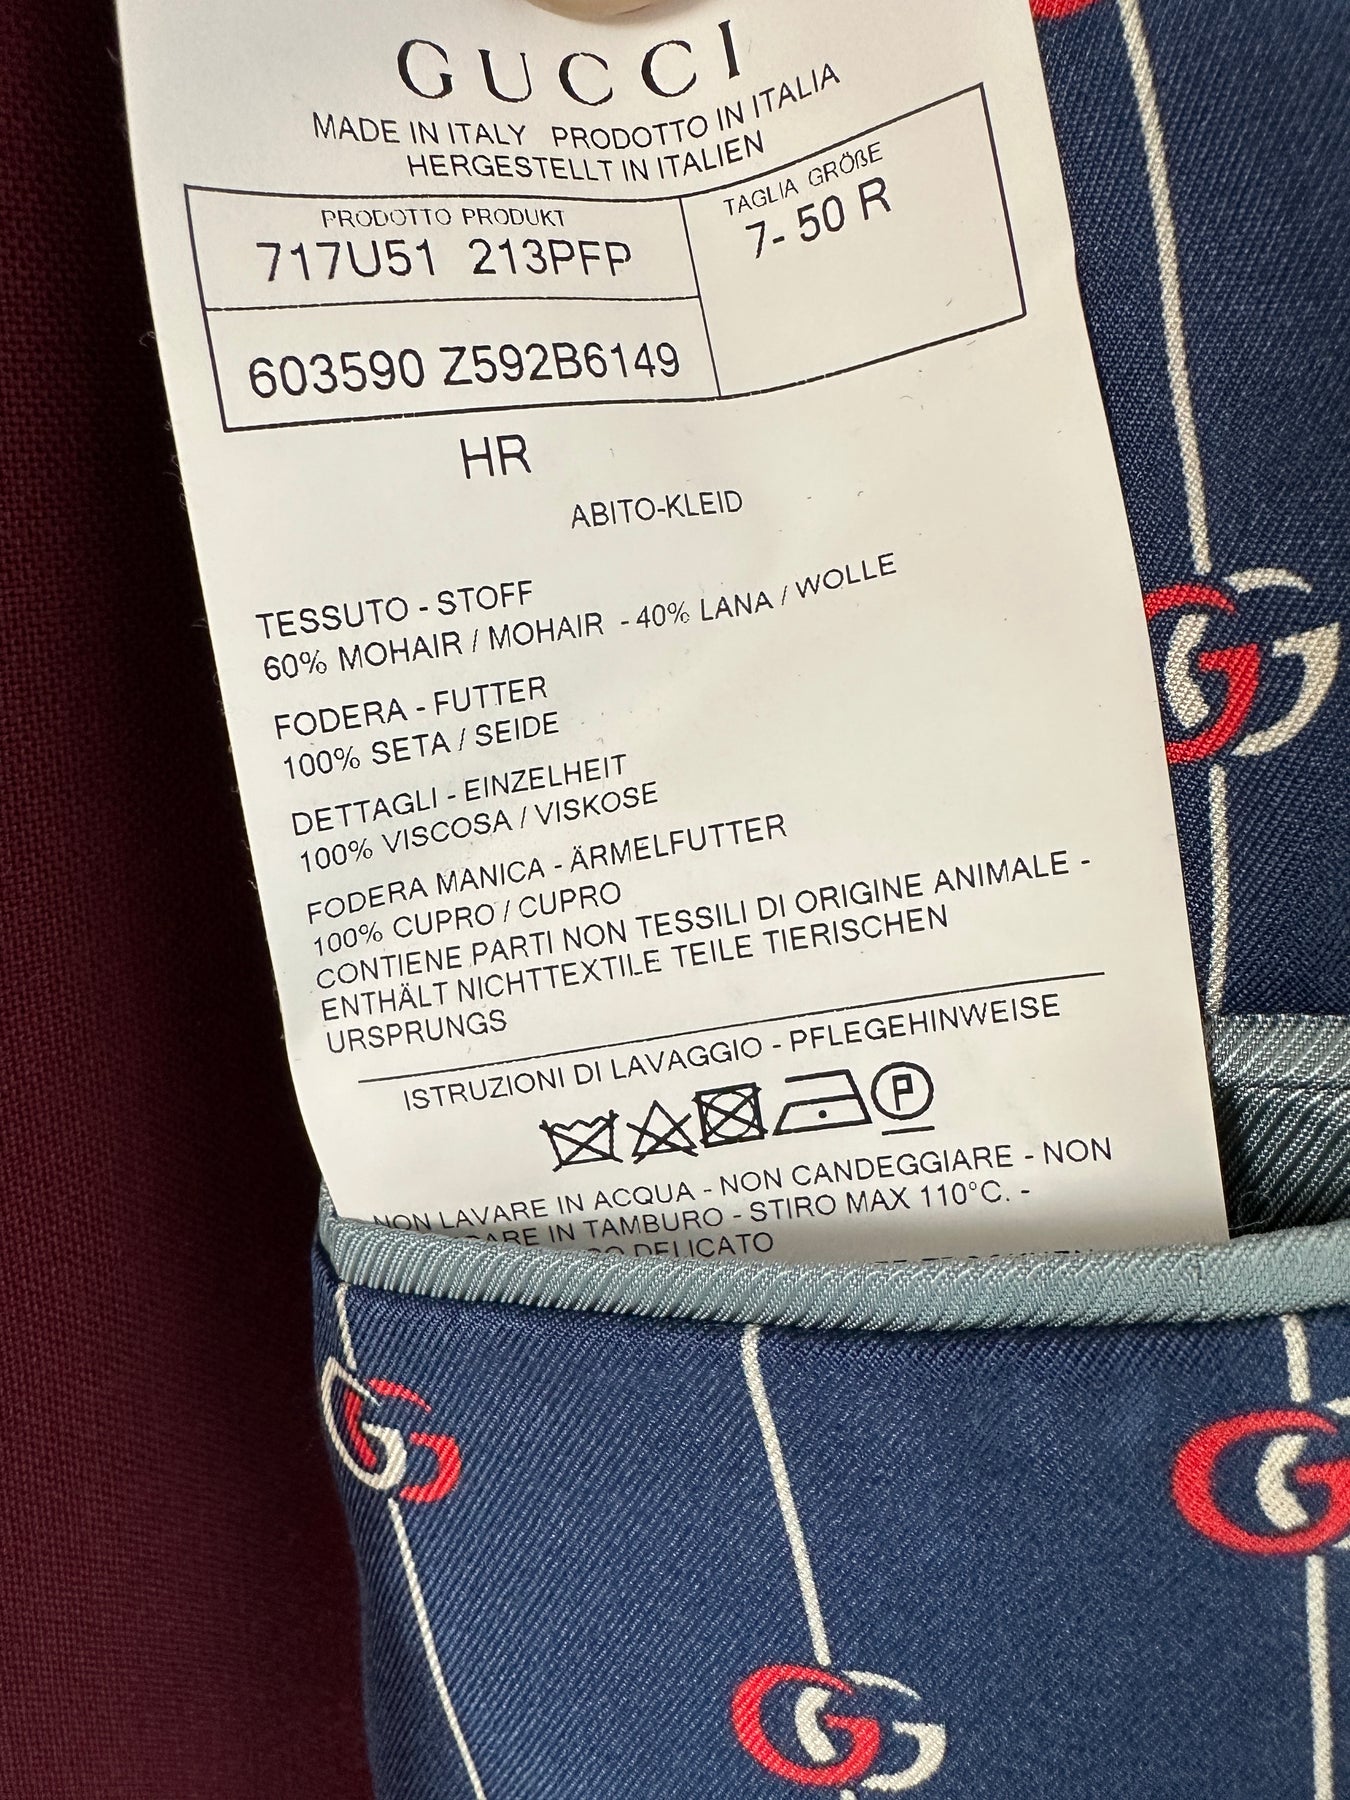 GUCCI
MADE IN ITALY PRODOTTO IN ITALIA
HERGESTELLT IN ITALIEN
PRODOTTO PRODUKT
717U51 213PFP
TAGLIA GRÖßE
7- 50 R
603590 Z592B6149
HR
ABITO-KLEID
TESSUTO - STOFF
60% MOHAIR / MOHAIR - 40% LANA / WOLLE
FODERA - FUTTER
100% SETA / SEIDE
DETTAGLI - EINZELHEIT
100% VISCOSA / VISKOSE
FODERA MANICA - ÄRMELFUTTER
100% CUPRO / CUPRO
CONTIENE PARTI NON TESSILI DI ORIGINE ANIMALE -
ENTHÄLT NICHTTEXTILE TEILE TIERISCHEN
URSPRUNGS
ISTRUZIONI DI LAVAGGIO - PFLEGEHINWEISE
P
NON LAVARE IN ACQUA - NON CANDEGGIARE - NON
IN TAMBURO - STIRO MAX 110°C. -
DELICATO